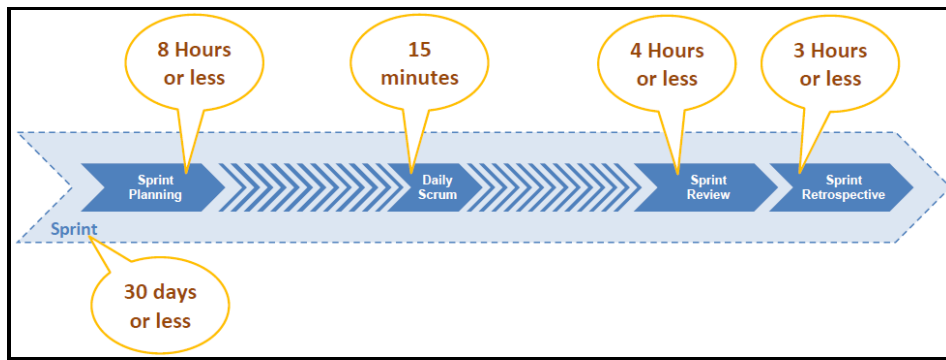 8 Hours
or less
15
minutes
4 Hours
or less
3 Hours
or less
Sprint
Planning
Daily
Scrum
Sprint
Review
Sprint
Retrospective
Sprint
30 days
or less